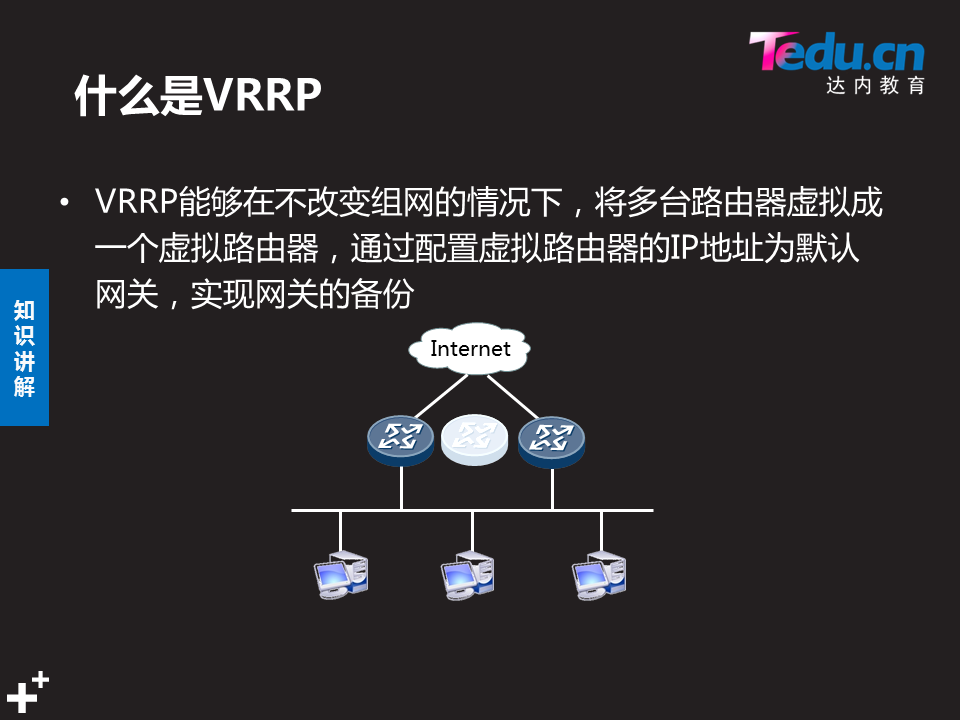 Tedu.cn
达内教育
什么是VRRP
• VRRP能够在不改变组网的情况下，将多台路由器虚拟成
一个虚拟路由器，通过配置虚拟路由器的IP地址为默认
网关，实现网关的备份
知
识
讲
解
Internet